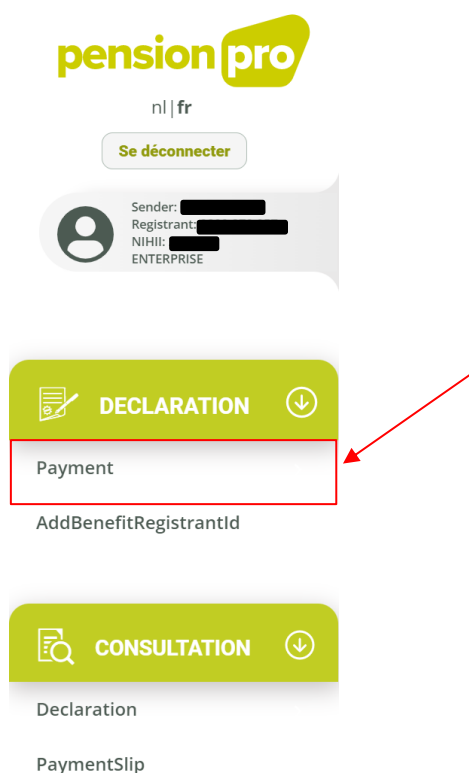 pension pro
nl|fr
Se déconnecter
Sender:
Registrant:
NIHII:
ENTERPRISE
DECLARATION
Payment
AddBenefitRegistrantId
CONSULTATION
Declaration
PaymentSlip